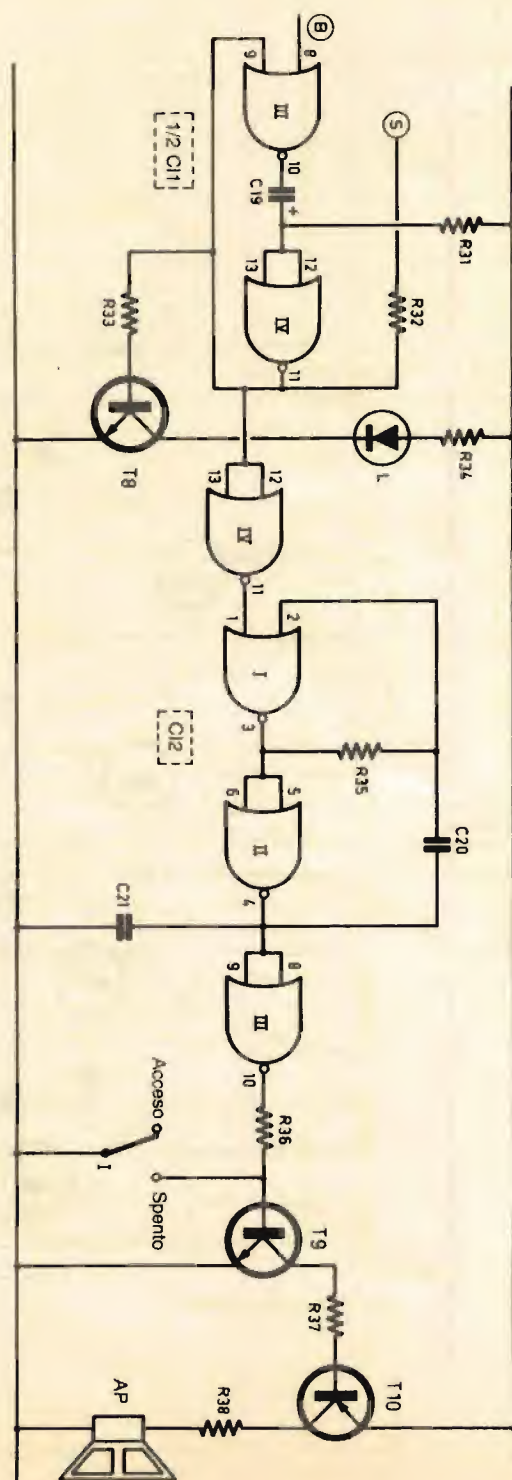 B
8
9
III
10
C19
+
1/2 CI1
S
R31
R32
12
13
IV
11
R33
T8
L
R34
12
13
IV
11
1
2
I
3
CI2
R35
C20
5
6
II
4
C21
8
9
III
10
R36
Acceso
I
Spento
T9
R37
T10
R38
AP